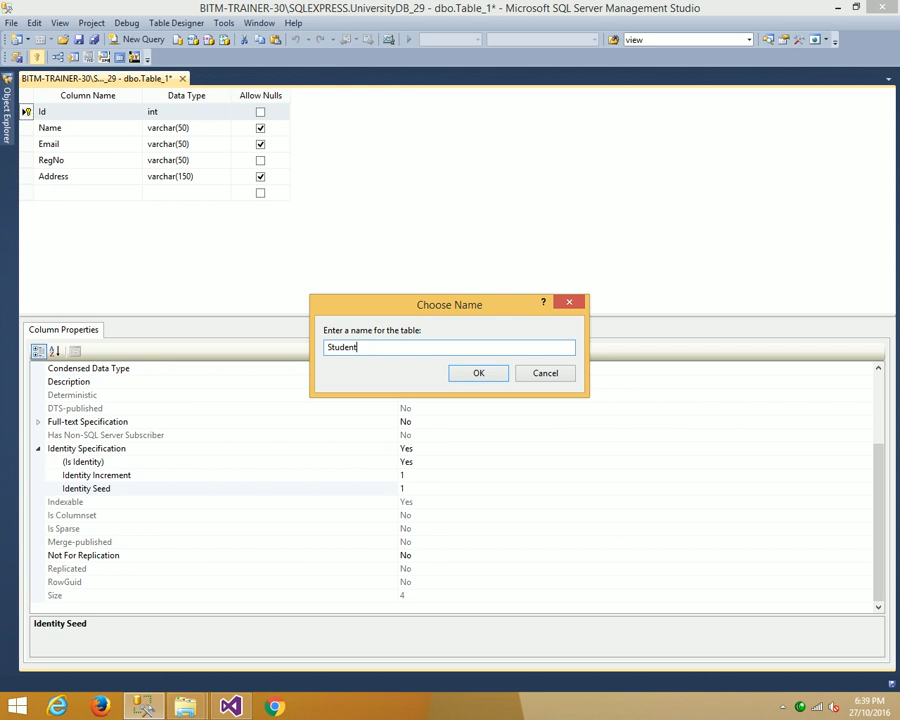 BITM-TRAINER-30\SQLEXPRESS.UniversityDB_29 - dbo.Table_1* - Microsoft SQL Server Management Studio
File Edit View Project Debug Table Designer Tools Window Help
New Query view
BITM-TRAINER-30\S..._29 - dbo.Table_1*
Object Explorer
Column Name Data Type Allow Nulls
Id int
Name varchar(50)
Email varchar(50)
RegNo varchar(50)
Address varchar(150)
Choose Name
Enter a name for the table:
Student
OK Cancel
Column Properties
Condensed Data Type
Description
Deterministic
DTS-published No
Full-text Specification No
Has Non-SQL Server Subscriber No
Identity Specification Yes
(Is Identity) Yes
Identity Increment 1
Identity Seed 1
Indexable Yes
Is Columnset No
Is Sparse No
Merge-published No
Not For Replication No
Replicated No
RowGuid No
Size 4
Identity Seed
6:39 PM
27/10/2016